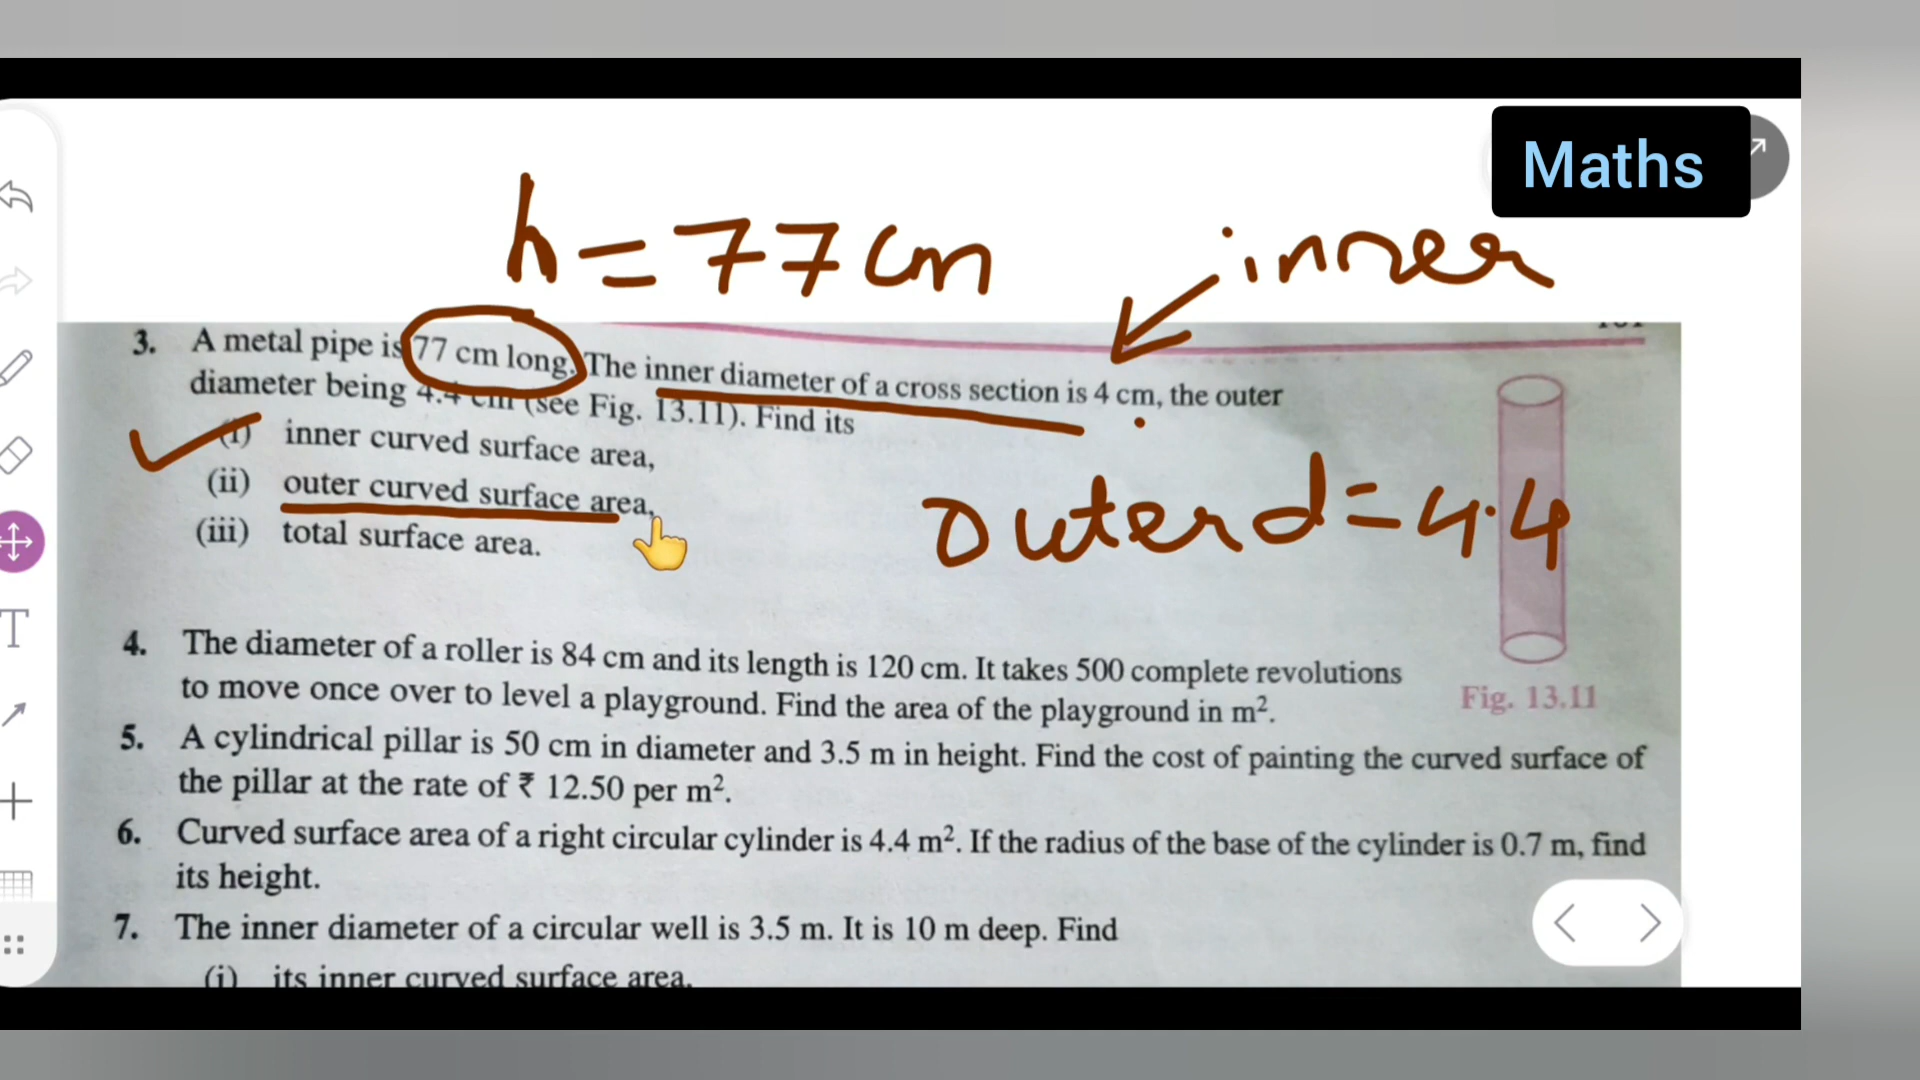 Maths
h = 77 cm
inner
3. A metal pipe is 77 cm long. The inner diameter of a cross section is 4 cm, the outer
diameter being 4.4 cm (see Fig. 13.11). Find its
(i) inner curved surface area,
(ii) outer curved surface area,
(iii) total surface area.
outer d = 4.4
4. The diameter of a roller is 84 cm and its length is 120 cm. It takes 500 complete revolutions
to move once over to level a playground. Find the area of the playground in m².
Fig. 13.11
5. A cylindrical pillar is 50 cm in diameter and 3.5 m in height. Find the cost of painting the curved surface of
the pillar at the rate of ₹ 12.50 per m².
6. Curved surface area of a right circular cylinder is 4.4 m². If the radius of the base of the cylinder is 0.7 m, find
its height.
7. The inner diameter of a circular well is 3.5 m. It is 10 m deep. Find
(i) its inner curved surface area,